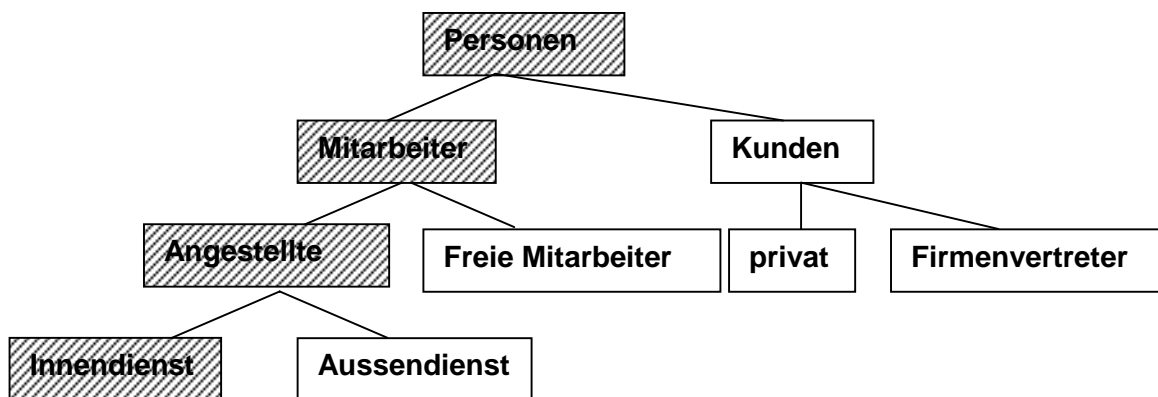 Personen
Mitarbeiter
Kunden
Angestellte
Freie Mitarbeiter
privat
Firmenvertreter
Innendienst
Aussendienst